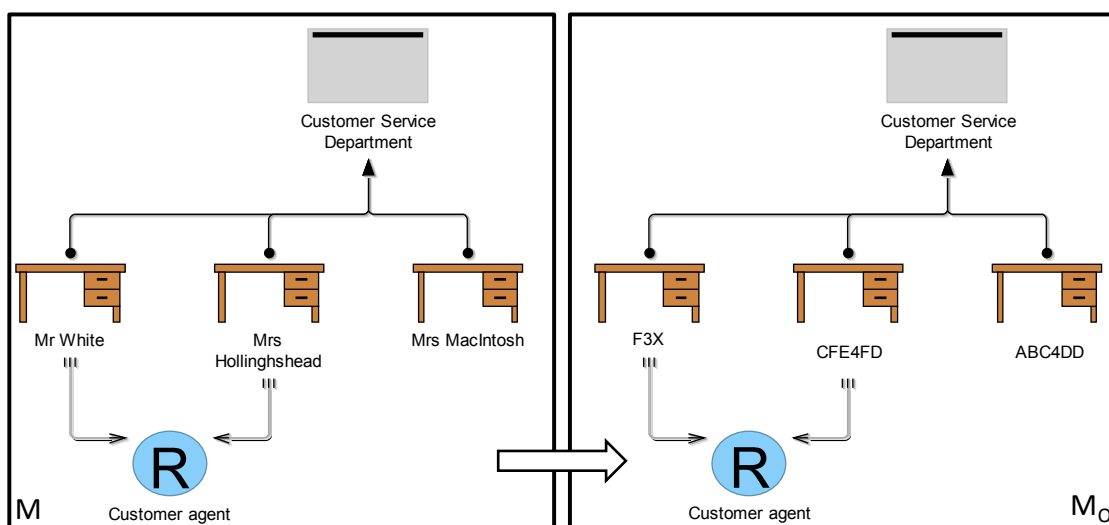 Customer Service
Department
Mr White
Mrs
Hollinghshead
Mrs MacIntosh
R
Customer agent
M
Customer Service
Department
F3X
CFE4FD
ABC4DD
R
Customer agent
Mo